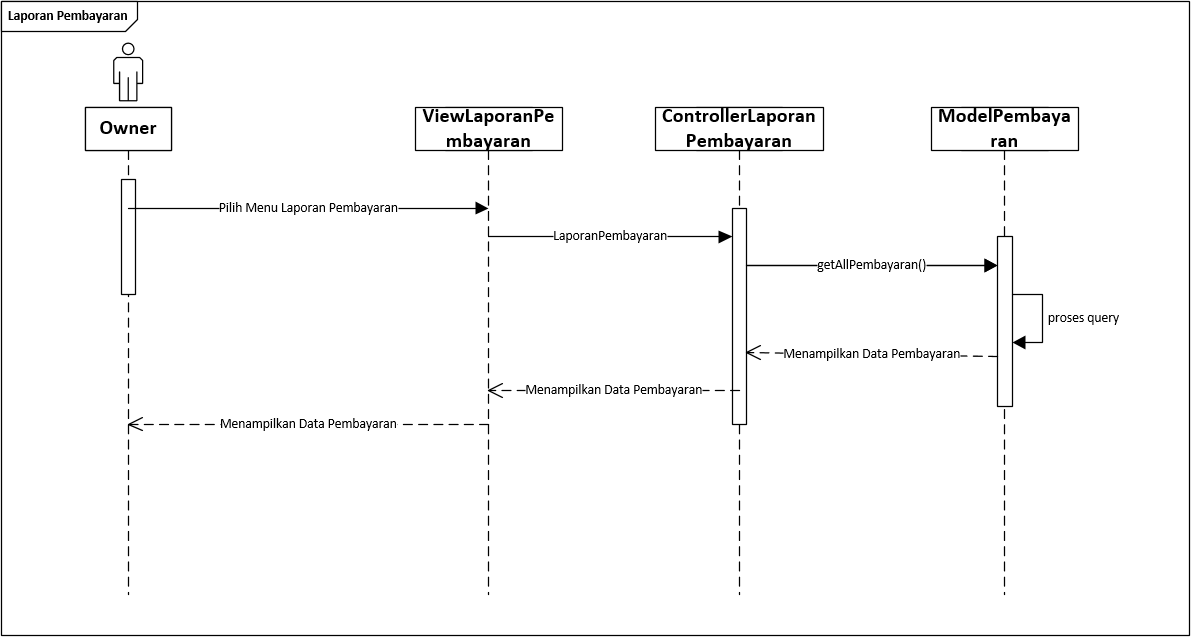 Laporan Pembayaran
Owner
ViewLaporanPe
mbayaran
ControllerLaporan
Pembayaran
ModelPembaya
ran
Pilih Menu Laporan Pembayaran
LaporanPembayaran
getAllPembayaran()
proses query
Menampilkan Data Pembayaran
Menampilkan Data Pembayaran
Menampilkan Data Pembayaran